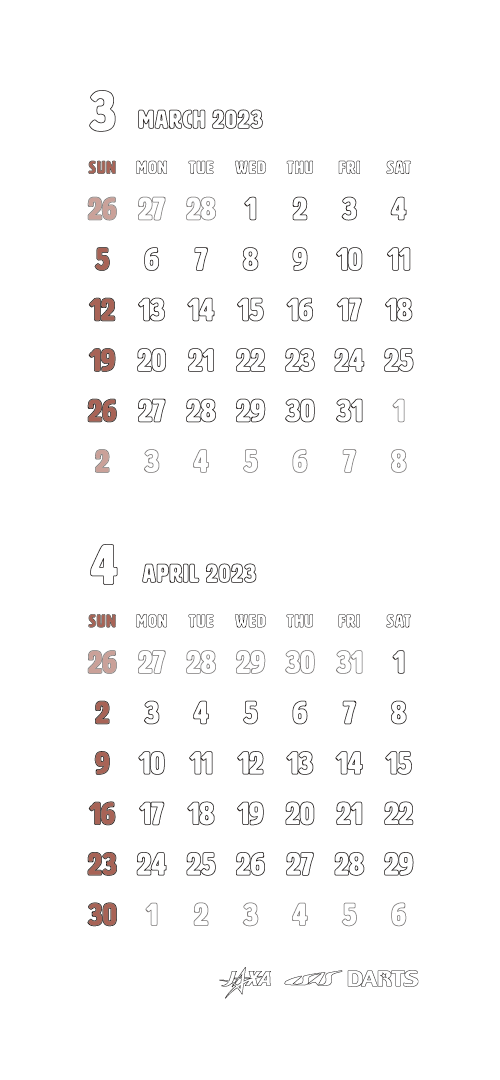 3 MARCH 2023
SUN MON TUE WED THU FRI SAT
26 27 28 1 2 3 4
5 6 7 8 9 10 11
12 13 14 15 16 17 18
19 20 21 22 23 24 25
26 27 28 29 30 31 1
2 3 4 5 6 7 8
4 APRIL 2023
SUN MON TUE WED THU FRI SAT
26 27 28 29 30 31 1
2 3 4 5 6 7 8
9 10 11 12 13 14 15
16 17 18 19 20 21 22
23 24 25 26 27 28 29
30 1 2 3 4 5 6
JAXA DARTS